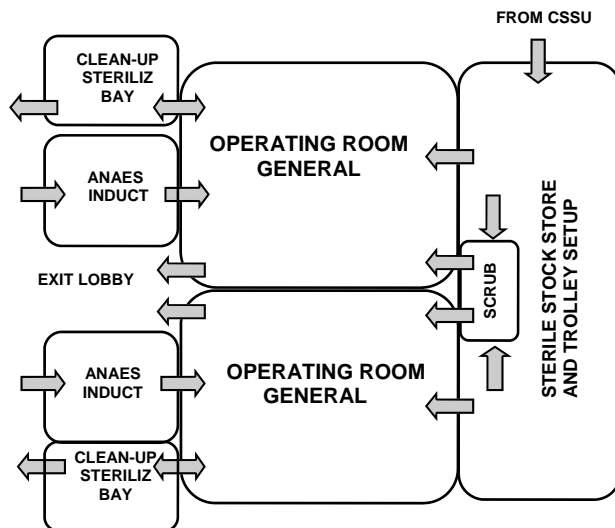 FROM CSSU
CLEAN-UP
STERILIZ
BAY
OPERATING ROOM
GENERAL
ANAES
INDUCT
EXIT LOBBY
SCRUB
STERILE STOCK STORE
AND TROLLEY SETUP
ANAES
INDUCT
OPERATING ROOM
GENERAL
CLEAN-UP
STERILIZ
BAY